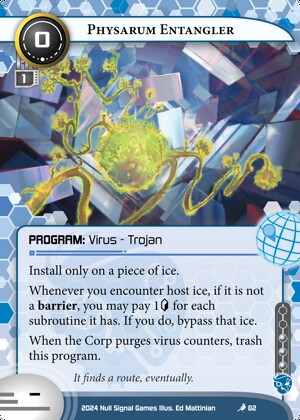 0
PHYSARUM ENTANGLER
1
PROGRAM: Virus - Trojan
Install only on a piece of ice.
Whenever you encounter host ice, if it is not
a barrier, you may pay 1 for each
subroutine it has. If you do, bypass that ice.
When the Corp purges virus counters, trash
this program.
It finds a route, eventually.
-
2024 Null Signal Games Illus. Ed Mattinian
82